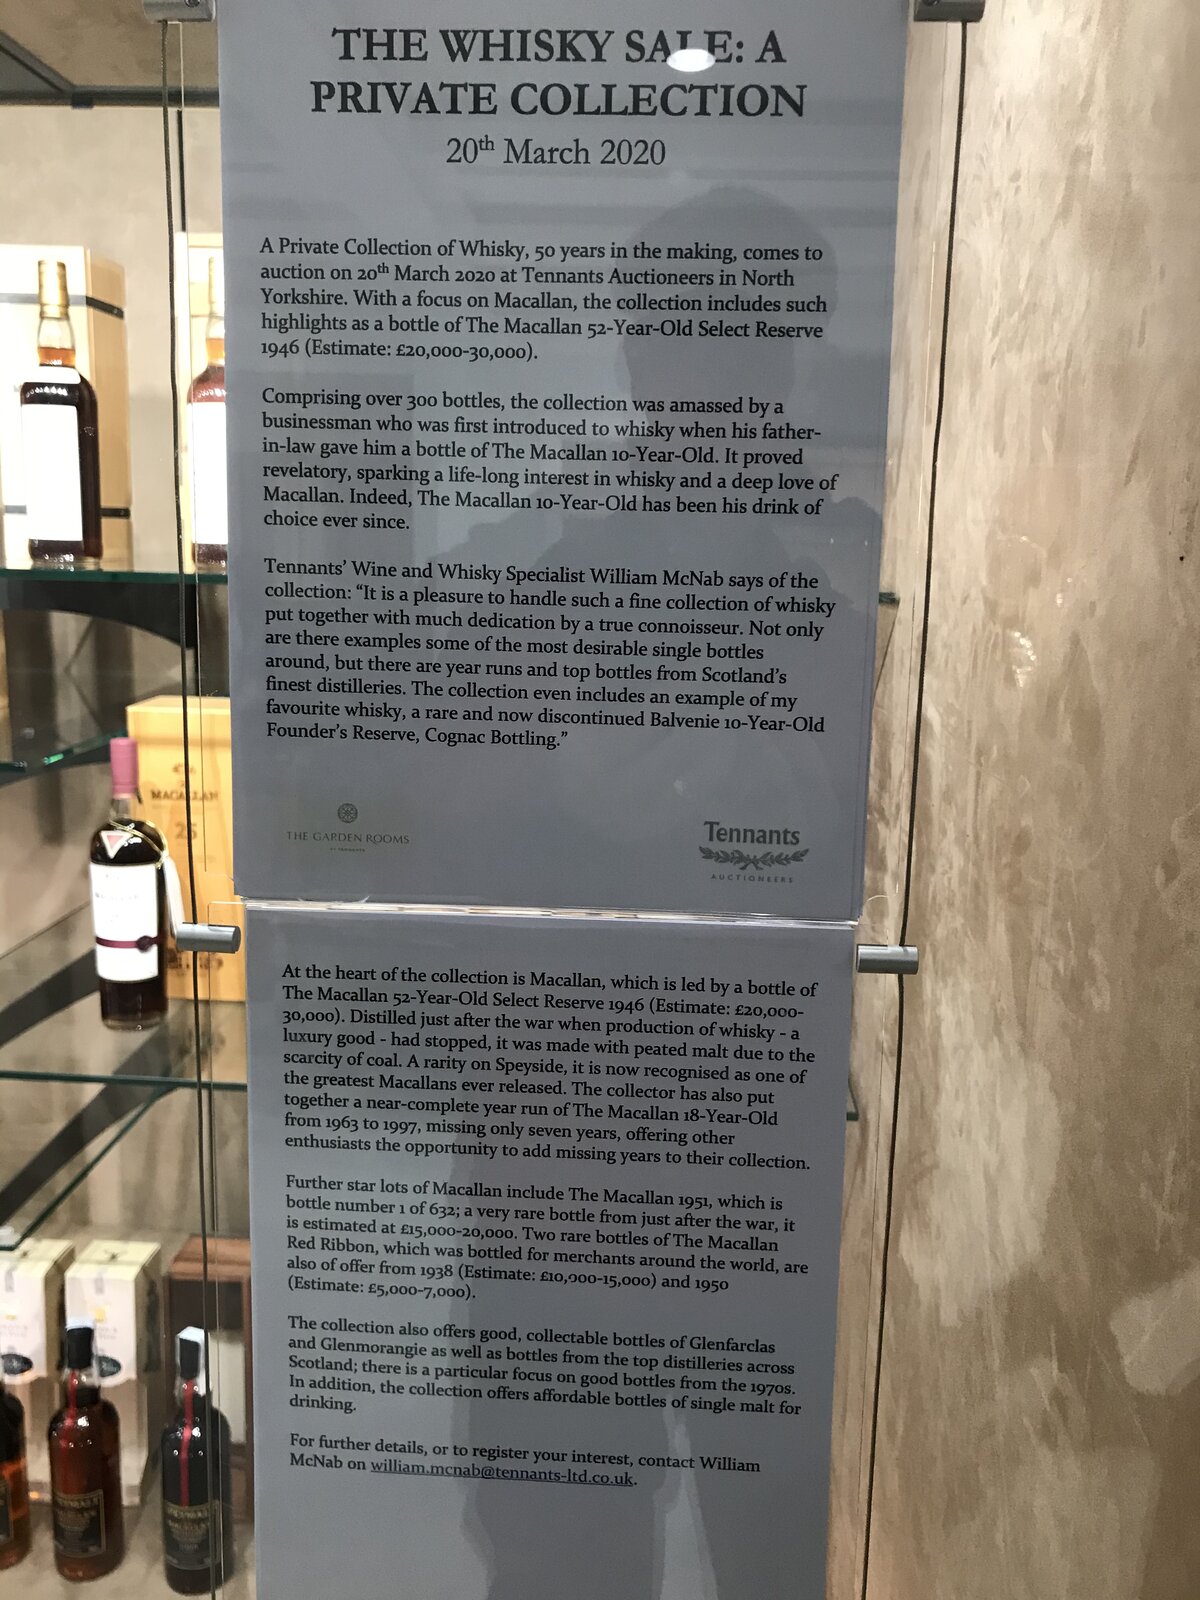 THE WHISKY SALE: A
PRIVATE COLLECTION
20th March 2020
A Private Collection of Whisky, 50 years in the making, comes to
auction on 20th March 2020 at Tennants Auctioneers in North
Yorkshire. With a focus on Macallan, the collection includes such
highlights as a bottle of The Macallan 52-Year-Old Select Reserve
1946 (Estimate: £20,000-30,000).
Comprising over 300 bottles, the collection was amassed by a
businessman who was first introduced to whisky when his father-
in-law gave him a bottle of The Macallan 10-Year-Old. It proved
revelatory, sparking a life-long interest in whisky and a deep love of
Macallan. Indeed, The Macallan 10-Year-Old has been his drink of
choice ever since.
Tennants’ Wine and Whisky Specialist William McNab says of the
collection: “It is a pleasure to handle such a fine collection of whisky
put together with much dedication by a true connoisseur. Not only
are there examples some of the most desirable single bottles
around, but there are year runs and top bottles from Scotland’s
finest distilleries. The collection even includes an example of my
favourite whisky, a rare and now discontinued Balvenie 10-Year-Old
Founder’s Reserve, Cognac Bottling.”
THE GARDEN ROOMS
AT TENNANTS
Tennants
AUCTIONEERS
At the heart of the collection is Macallan, which is led by a bottle of
The Macallan 52-Year-Old Select Reserve 1946 (Estimate: £20,000-
30,000). Distilled just after the war when production of whisky - a
luxury good - had stopped, it was made with peated malt due to the
scarcity of coal. A rarity on Speyside, it is now recognised as one of
the greatest Macallans ever released. The collector has also put
together a near-complete year run of The Macallan 18-Year-Old
from 1963 to 1997, missing only seven years, offering other
enthusiasts the opportunity to add missing years to their collection.
Further star lots of Macallan include The Macallan 1951, which is
bottle number 1 of 632; a very rare bottle from just after the war, it
is estimated at £15,000-20,000. Two rare bottles of The Macallan
Red Ribbon, which was bottled for merchants around the world, are
also of offer from 1938 (Estimate: £10,000-15,000) and 1950
(Estimate: £5,000-7,000).
The collection also offers good, collectable bottles of Glenfarclas
and Glenmorangie as well as bottles from the top distilleries across
Scotland; there is a particular focus on good bottles from the 1970s.
In addition, the collection offers affordable bottles of single malt for
drinking.
For further details, or to register your interest, contact William
McNab on william.mcnab@tennants-ltd.co.uk.
MACALLAN
25